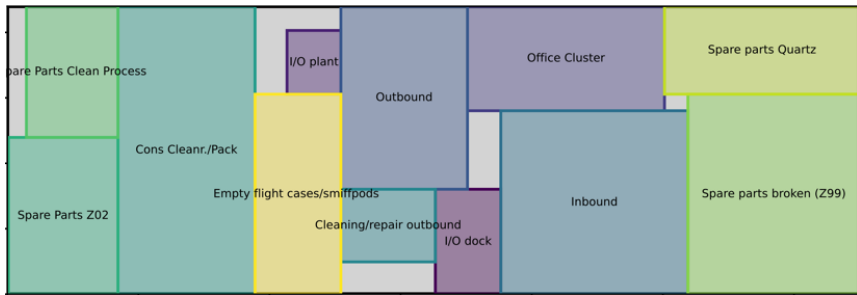 pare Parts Clean Process
I/O plant
Office Cluster
Spare parts Quartz
Outbound
Cons Cleanr./Pack
Empty flight cases/smiffpods
Spare parts broken (Z99)
Inbound
Spare Parts Z02
Cleaning/repair outbound
I/O dock